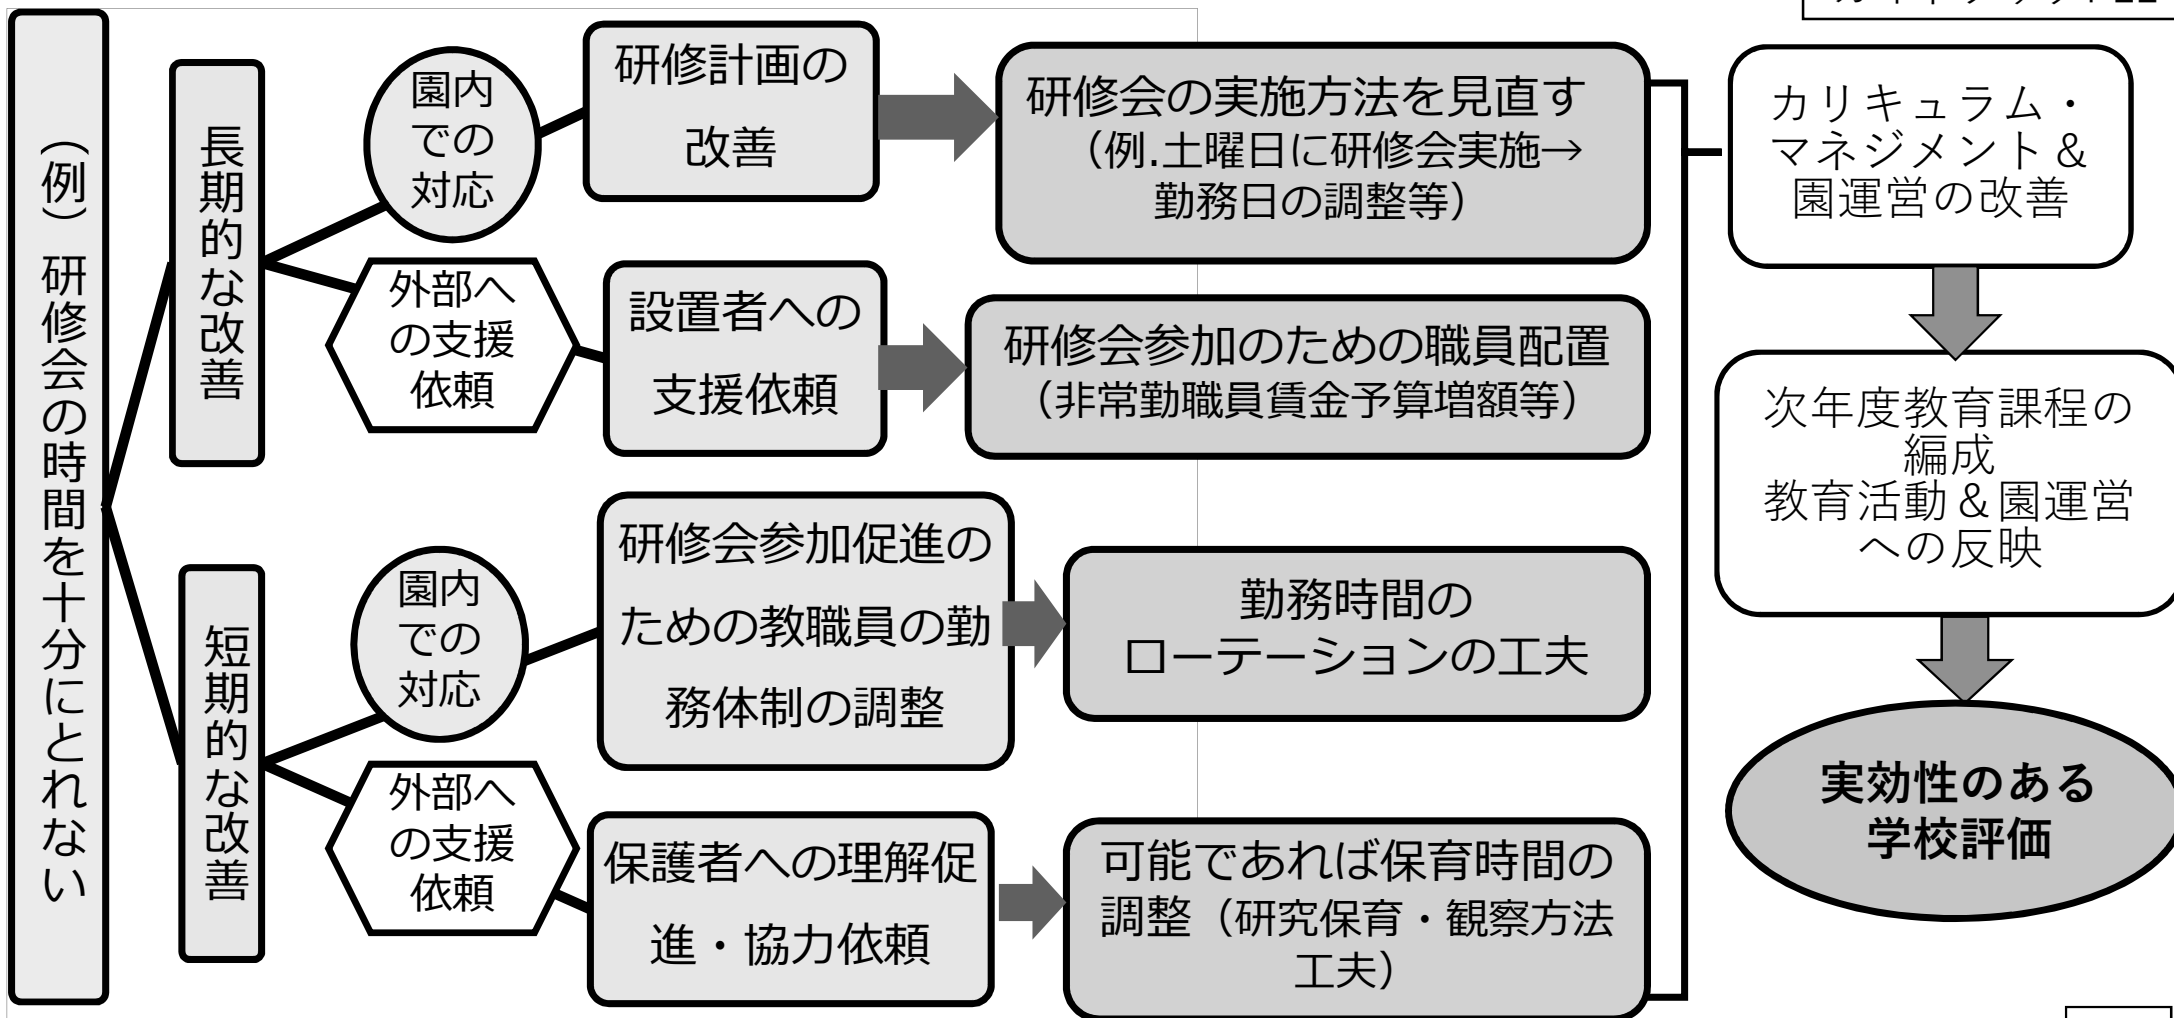 （例）研修会の時間を十分にとれない
長期的な改善
園内
での
対応
研修計画の
改善
研修会の実施方法を見直す
（例.土曜日に研修会実施→
勤務日の調整等）
外部へ
の支援
依頼
設置者への
支援依頼
研修会参加のための職員配置
（非常勤職員賃金予算増額等）
短期的な改善
園内
での
対応
研修会参加促進の
ための教職員の勤
務体制の調整
勤務時間の
ローテーションの工夫
外部へ
の支援
依頼
保護者への理解促
進・協力依頼
可能であれば保育時間の
調整（研究保育・観察方法
工夫）
カリキュラム・
マネジメント＆
園運営の改善
次年度教育課程の
編成
教育活動＆園運営
への反映
実効性のある
学校評価